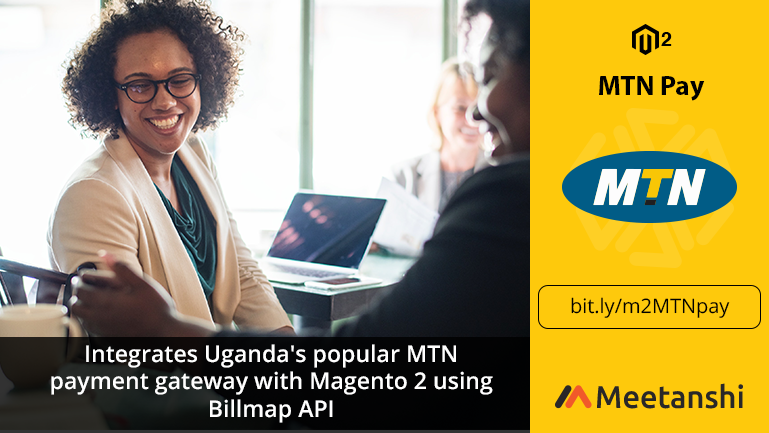 2
MTN Pay
MTN
bit.ly/m2MTNpay
Integrates Uganda's popular MTN
payment gateway with Magento 2 using
Billmap API
Meetanshi